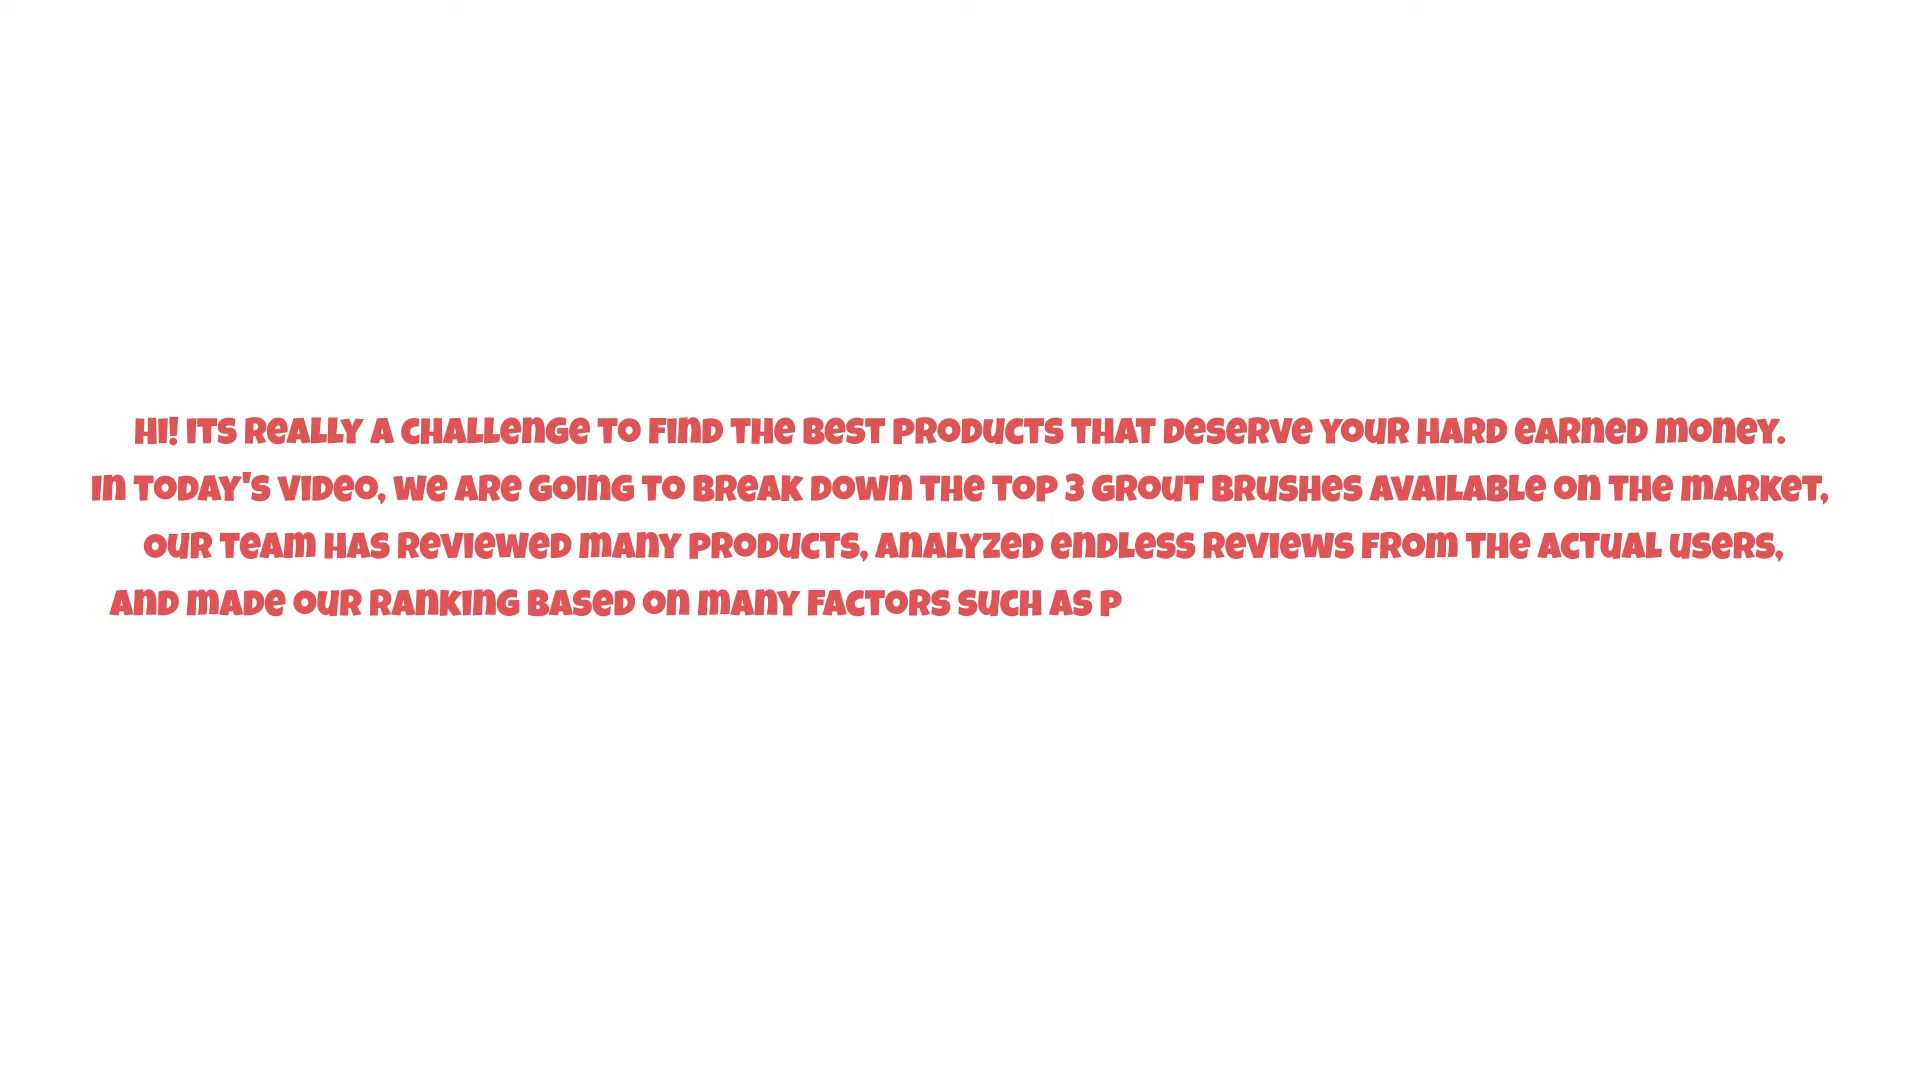 Hi! Its really a challenge to find the best products that deserve your hard earned money.
In today's video, we are going to break down the top 3 grout brushes available on the market,
our team has reviewed many products, analyzed endless reviews from the actual users,
and made our ranking based on many factors such as p